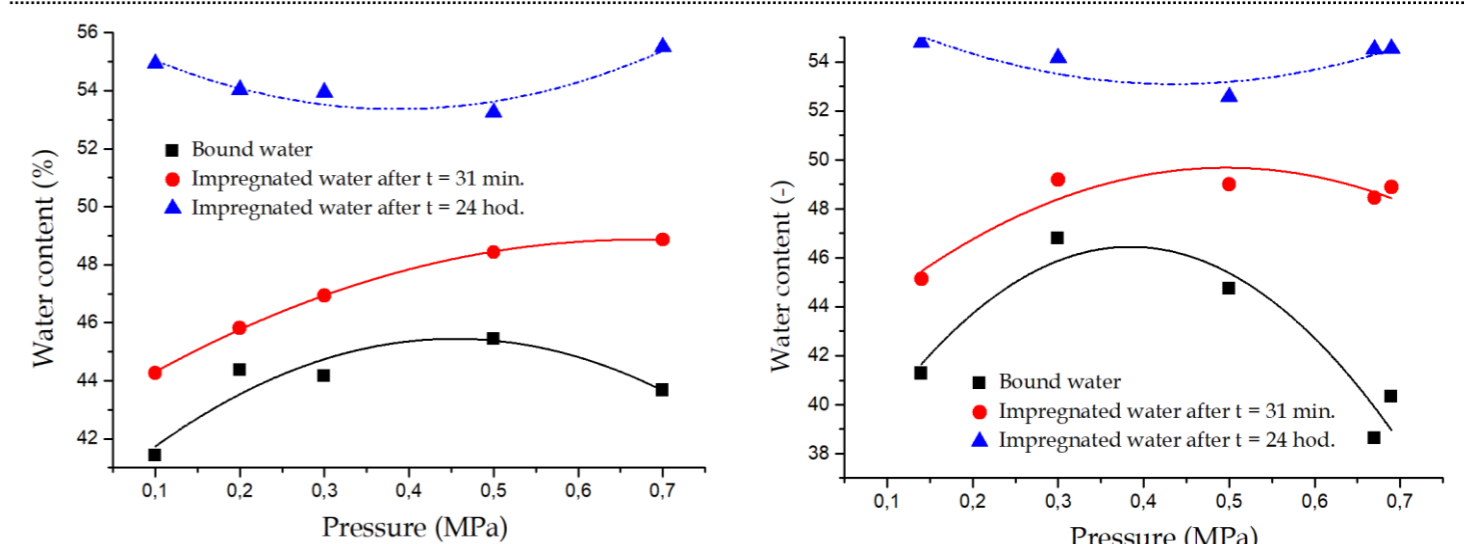 56
54
52
50
48
46
44
42
Water content (%)
Bound water
Impregnated water after t = 31 min.
Impregnated water after t = 24 hod.
0,1 0,2 0,3 0,4 0,5 0,6 0,7
Pressure (MPa)
54
52
50
48
46
44
42
40
38
Water content (-)
Bound water
Impregnated water after t = 31 min.
Impregnated water after t = 24 hod.
0,1 0,2 0,3 0,4 0,5 0,6 0,7
Pressure (MPa)